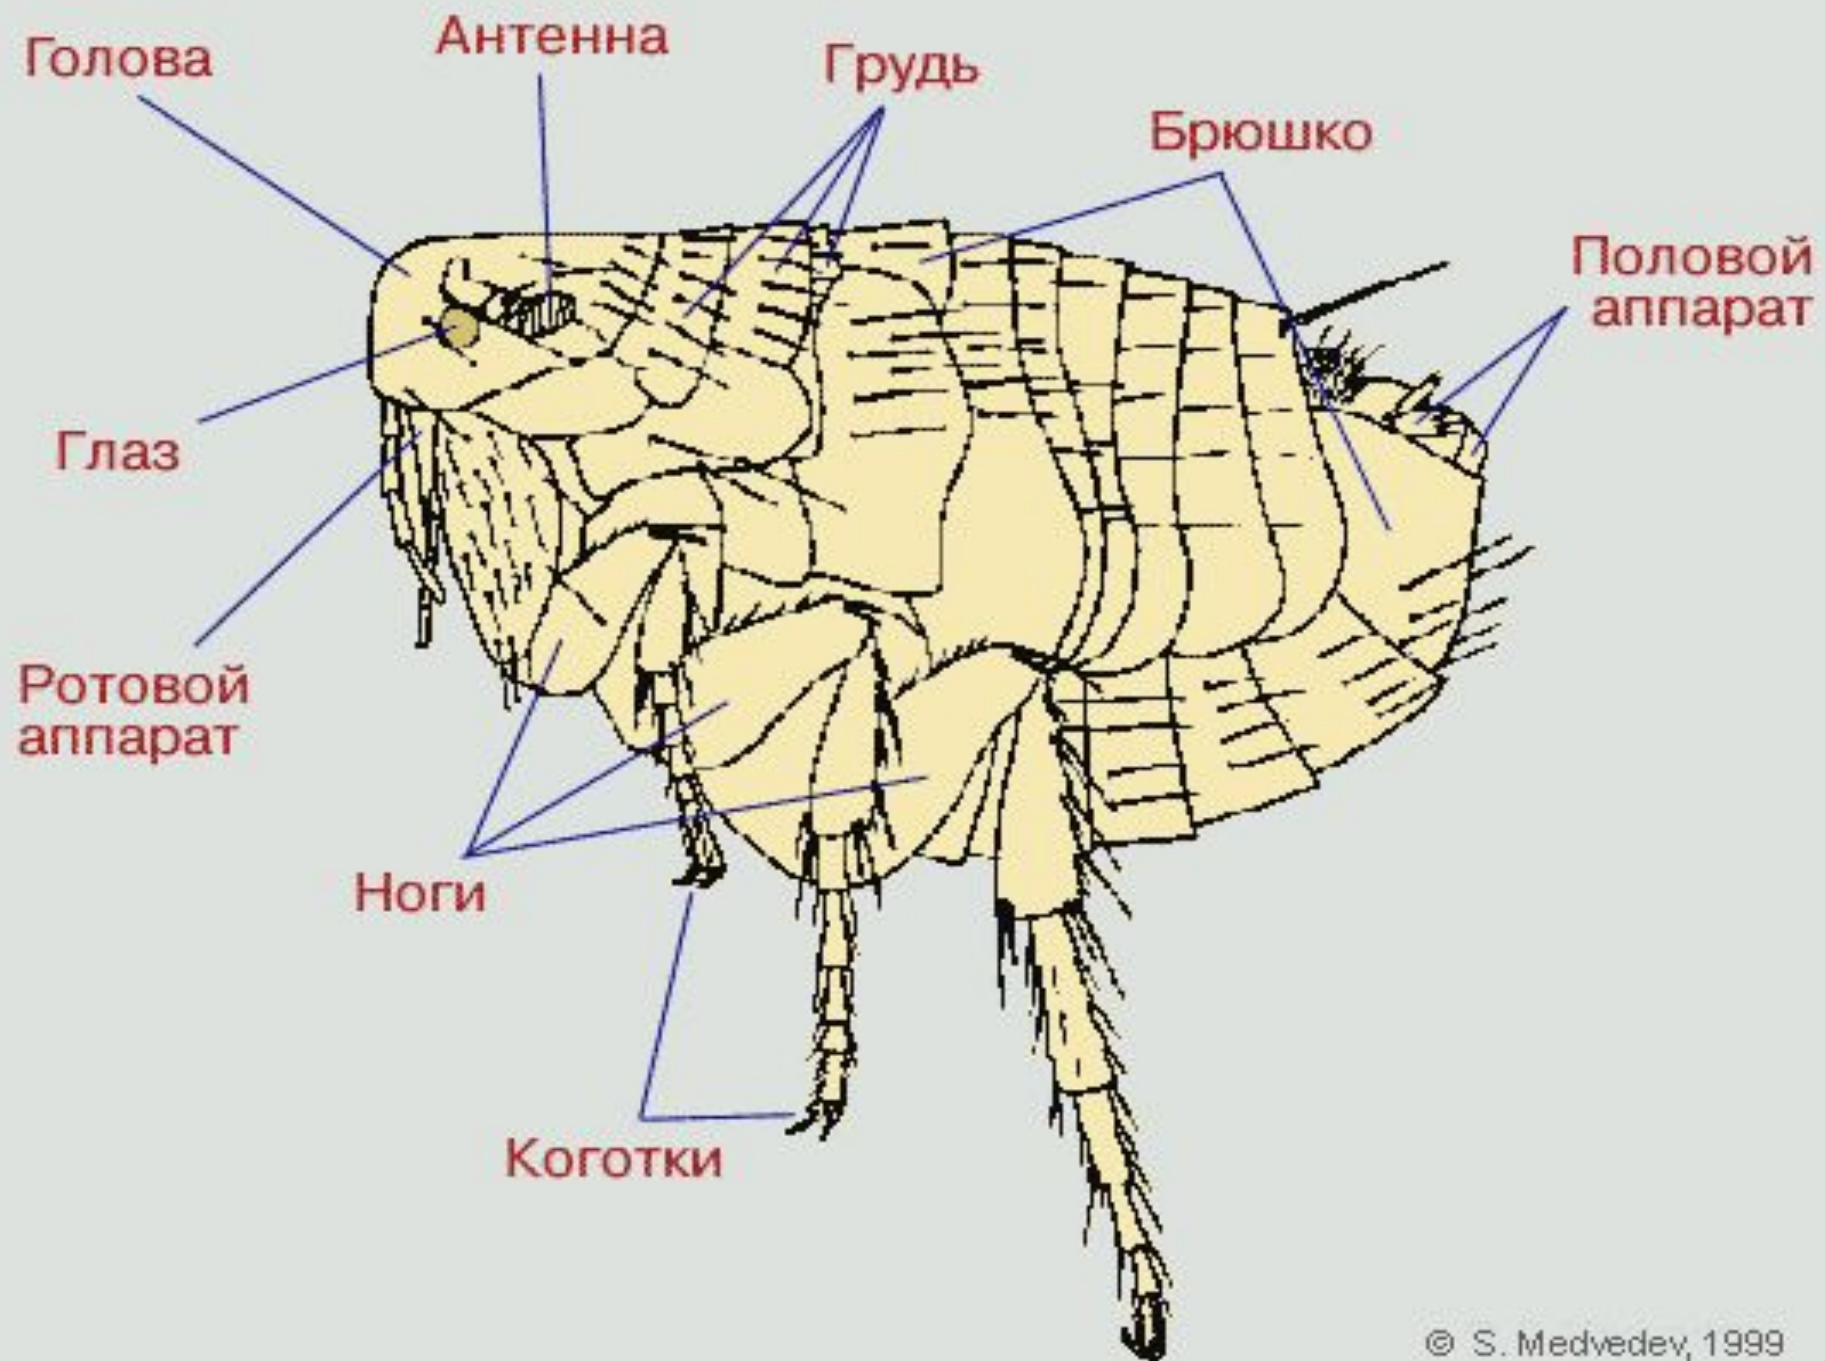 Голова
Антенна
Грудь
Брюшко
Половой
аппарат
Глаз
Ротовой
аппарат
Ноги
Коготки
© S. Medvedev, 1999